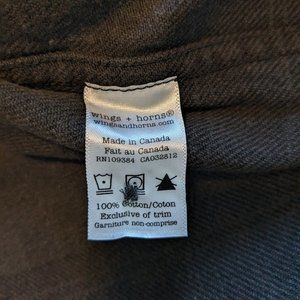 wings + horns®
wingsandhorns.com
Made in Canada
Fait au Canada
RN109384 CA032812
100% Cotton/Coton
Exclusive of trim
Garniture non-comprise